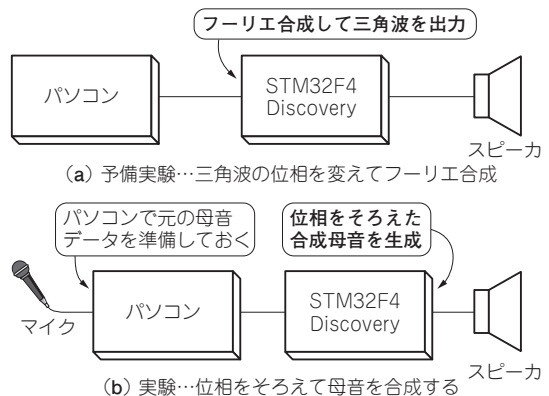 フーリエ合成して三角波を出力
パソコン
STM32F4
Discovery
スピーカ
(a) 予備実験…三角波の位相を変えてフーリエ合成
パソコンで元の母音
データを準備しておく
位相をそろえた
合成母音を生成
マイク
パソコン
STM32F4
Discovery
スピーカ
(b) 実験…位相をそろえて母音を合成する